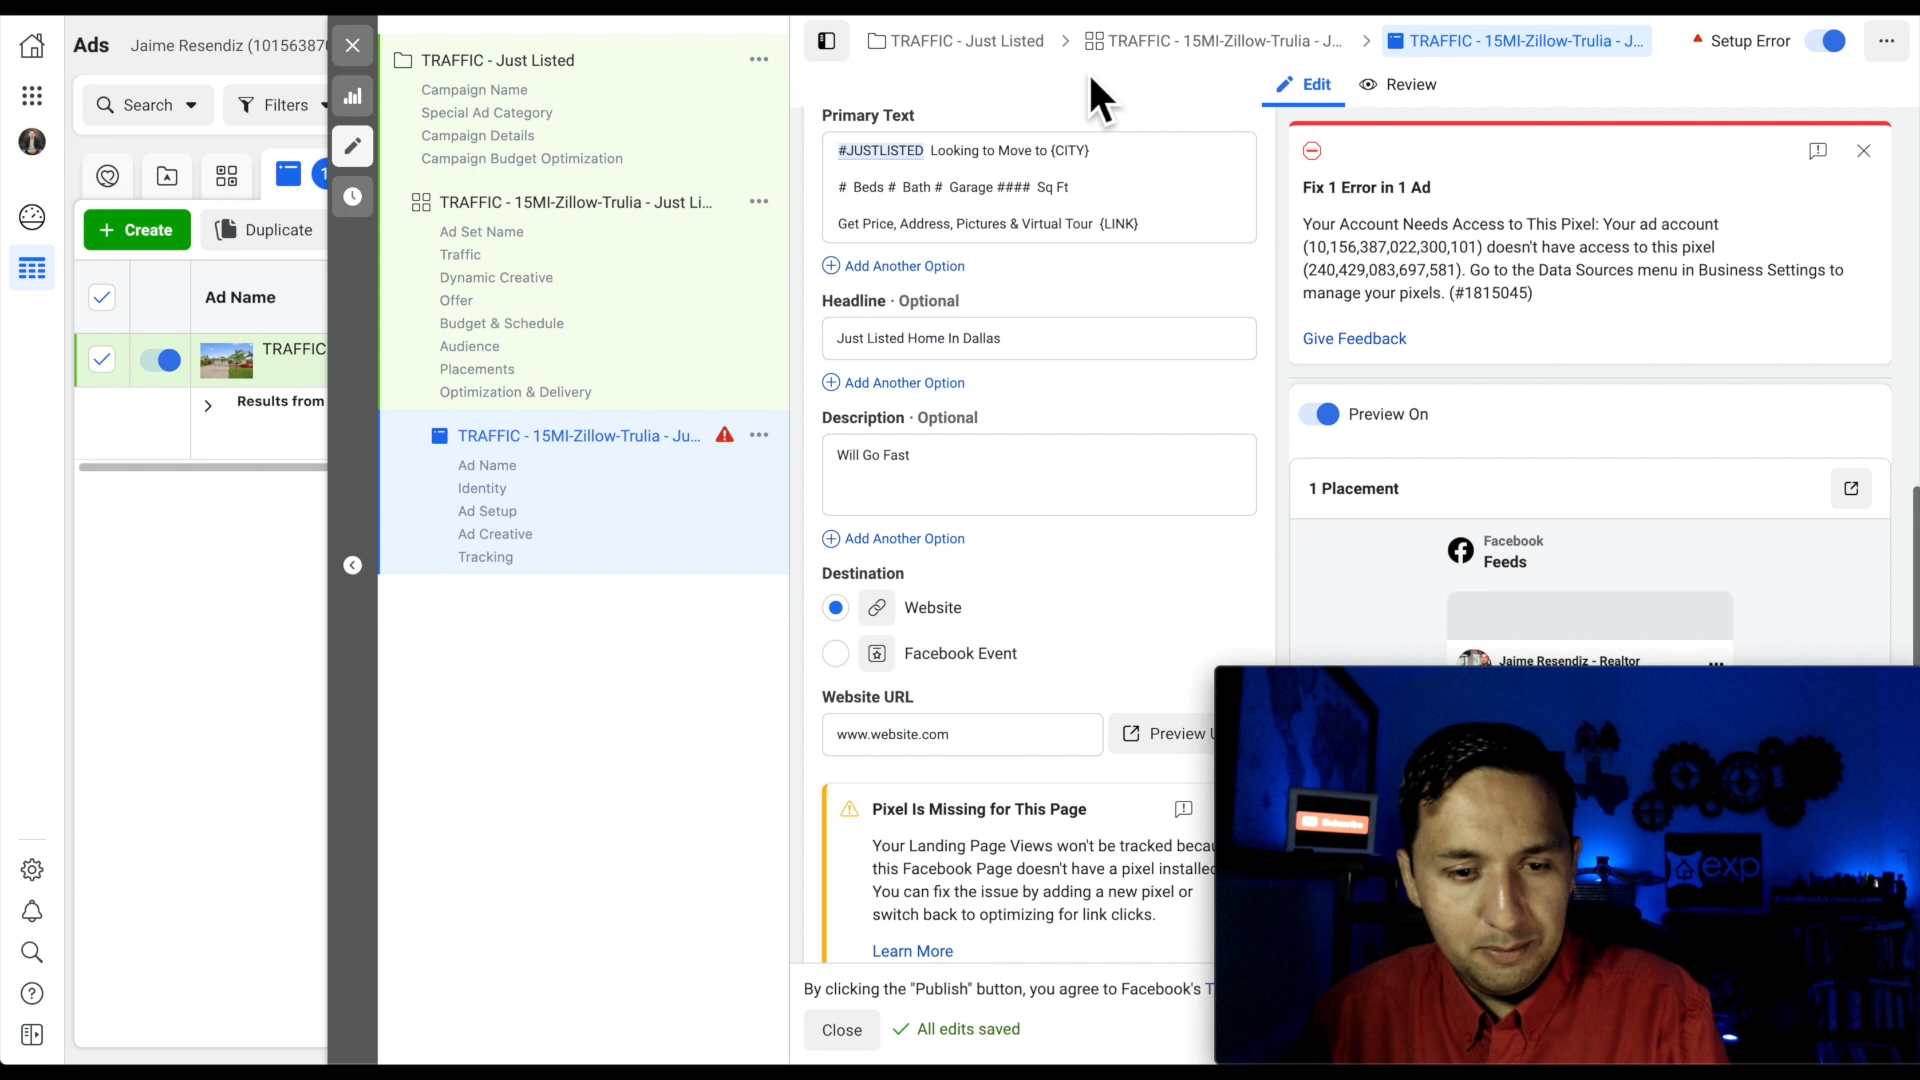 Ads
Jaime Resendiz (101563870
Search
Filters
1
+ Create
Duplicate
Ad Name
TRAFFIC
Results from
TRAFFIC - Just Listed
Campaign Name
Special Ad Category
Campaign Details
Campaign Budget Optimization
TRAFFIC - 15MI-Zillow-Trulia - Just Li...
Ad Set Name
Traffic
Dynamic Creative
Offer
Budget & Schedule
Audience
Placements
Optimization & Delivery
TRAFFIC - 15MI-Zillow-Trulia - Ju...
Ad Name
Identity
Ad Setup
Ad Creative
Tracking
TRAFFIC - Just Listed
TRAFFIC - 15MI-Zillow-Trulia - J...
TRAFFIC - 15MI-Zillow-Trulia - J...
Setup Error
Edit
Review
Primary Text
#JUSTLISTED Looking to Move to {CITY}
# Beds # Bath # Garage #### Sq Ft
Get Price, Address, Pictures & Virtual Tour {LINK}
Add Another Option
Headline · Optional
Just Listed Home In Dallas
Add Another Option
Description · Optional
Will Go Fast
Add Another Option
Destination
Website
Facebook Event
Website URL
www.website.com
Preview
Pixel Is Missing for This Page
Your Landing Page Views won't be tracked becau
this Facebook Page doesn't have a pixel installed
You can fix the issue by adding a new pixel or
switch back to optimizing for link clicks.
Learn More
By clicking the "Publish" button, you agree to Facebook's T
Close
All edits saved
Fix 1 Error in 1 Ad
Your Account Needs Access to This Pixel: Your ad account
(10,156,387,022,300,101) doesn't have access to this pixel
(240,429,083,697,581). Go to the Data Sources menu in Business Settings to
manage your pixels. (#1815045)
Give Feedback
Preview On
1 Placement
Facebook
Feeds
Jaime Resendiz - Realtor
Subscribe
exp